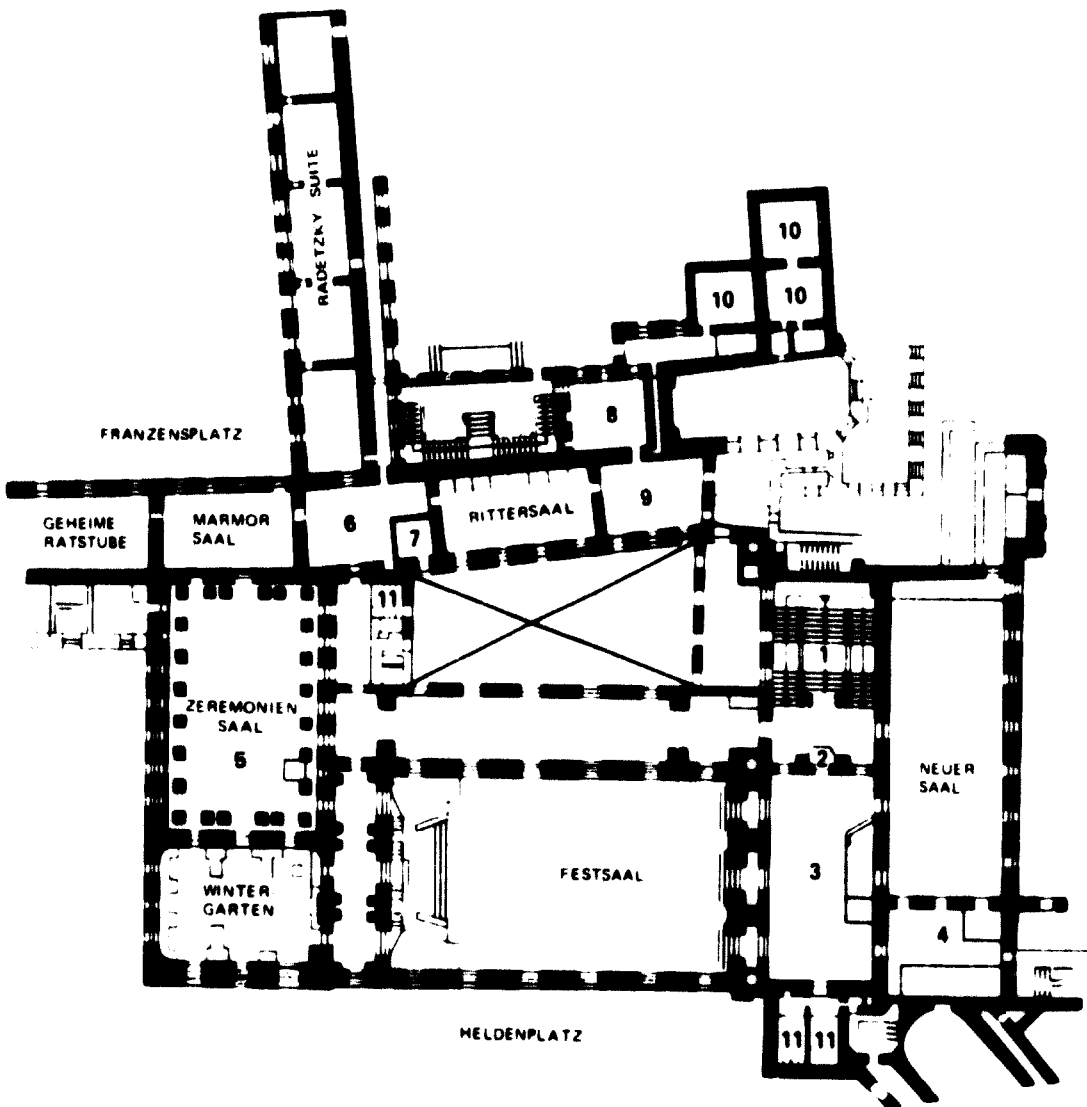 RADETZKY SUITE
10
10
10
8
FRANZENSPLATZ
GEHEIME
RATSTUBE
MARMOR
SAAL
6
7
RITTERSAAL
9
11
1
ZEREMONIEN
SAAL
5
2
NEUER
SAAL
WINTER
GARTEN
FESTSAAL
3
4
HELDENPLATZ
11
11